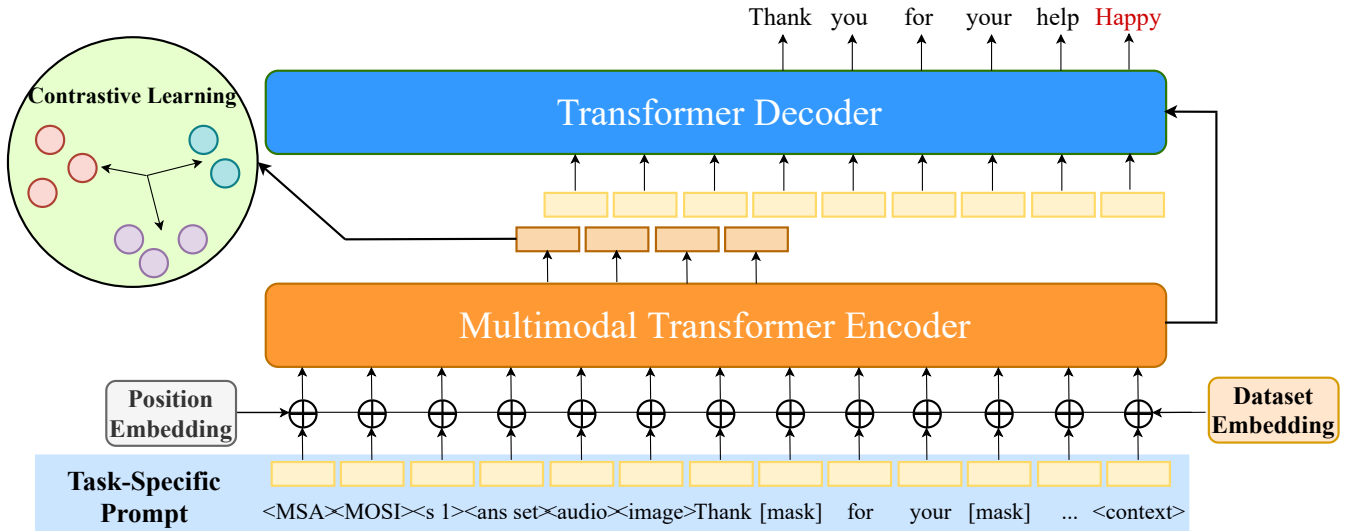 Thank you for your help Happy
Contrastive Learning
Transformer Decoder
Multimodal Transformer Encoder
Position
Embedding
Dataset
Embedding
Task-Specific
Prompt
<MSA><MOSI><s 1><ans set><audio><image>Thank [mask] for your [mask] ... <context>